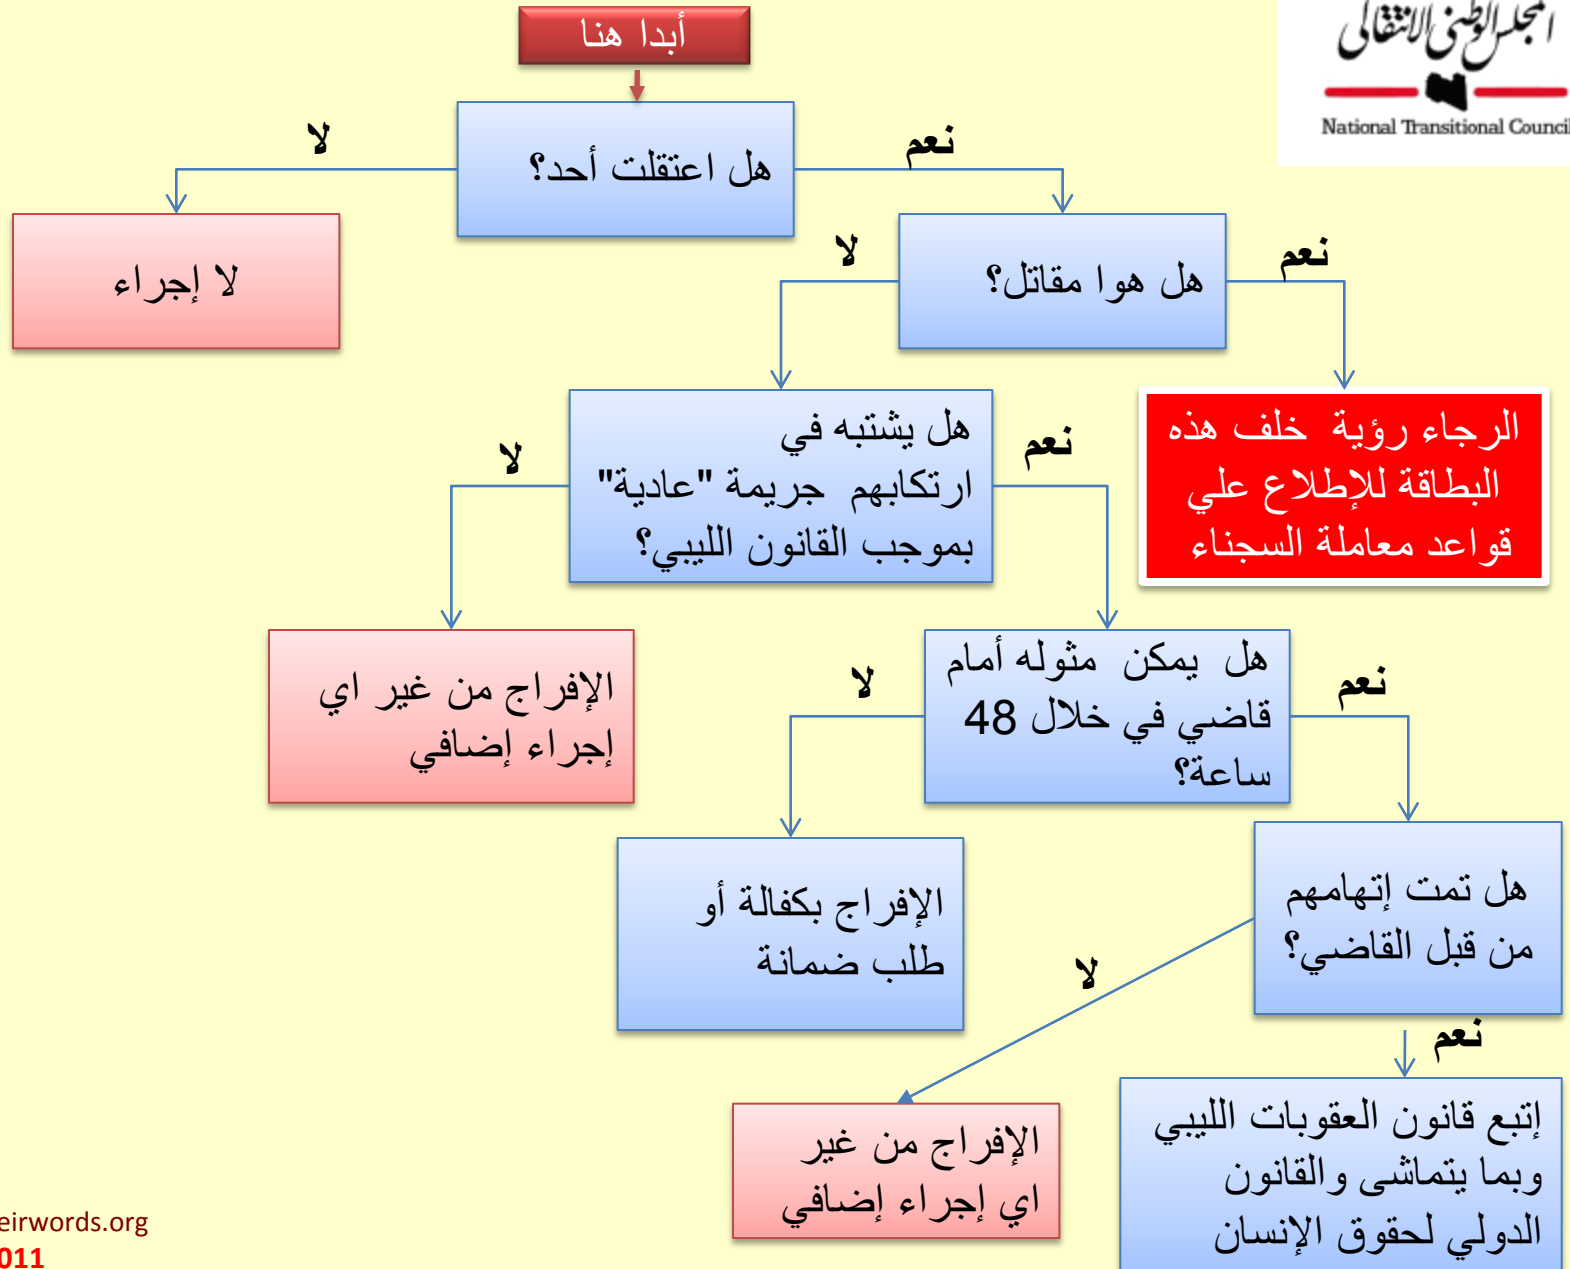 أبدا هنا
المجلس الوطني الانتقالي
National Transitional Council
هل اعتقلت أحد؟
نعم
لا
لا إجراء
هل هوا مقاتل؟
نعم
لا
الرجاء رؤية خلف هذه
البطاقة للإطلاع علي
قواعد معاملة السجناء
هل يشتبه في
ارتكابهم جريمة "عادية"
بموجب القانون الليبي؟
نعم
لا
الإفراج من غير اي
إجراء إضافي
هل يمكن مثوله أمام
قاضي في خلال 48
ساعة؟
نعم
لا
الإفراج بكفالة أو
طلب ضمانة
هل تمت إتهامهم
من قبل القاضي؟
لا
نعم
الإفراج من غير
اي إجراء إضافي
إتبع قانون العقوبات الليبي
وبما يتماشى والقانون
الدولي لحقوق الإنسان
eirwords.org
011